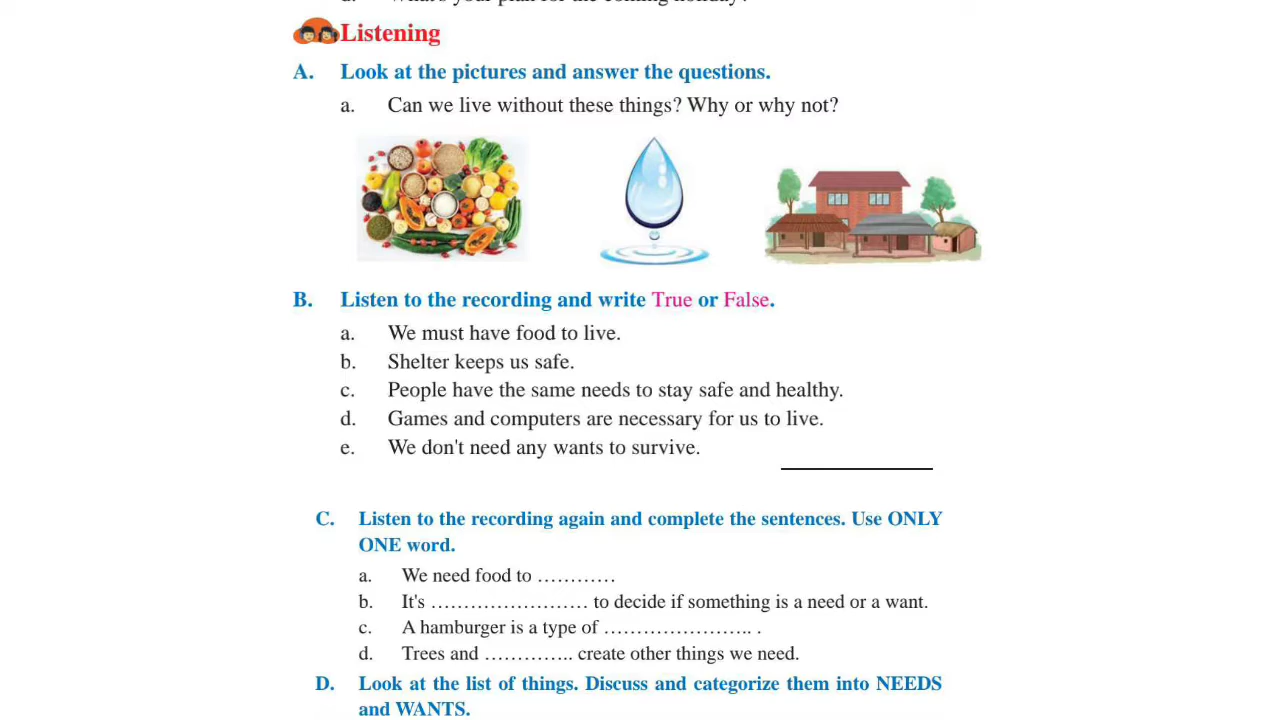 Listening
A. Look at the pictures and answer the questions.
a. Can we live without these things? Why or why not?
B. Listen to the recording and write True or False.
a. We must have food to live.
b. Shelter keeps us safe.
c. People have the same needs to stay safe and healthy.
d. Games and computers are necessary for us to live.
e. We don't need any wants to survive.
C. Listen to the recording again and complete the sentences. Use ONLY
ONE word.
a. We need food to …………
b. It's …………………… to decide if something is a need or a want.
c. A hamburger is a type of ………………….. .
d. Trees and ………….. create other things we need.
D. Look at the list of things. Discuss and categorize them into NEEDS
and WANTS.